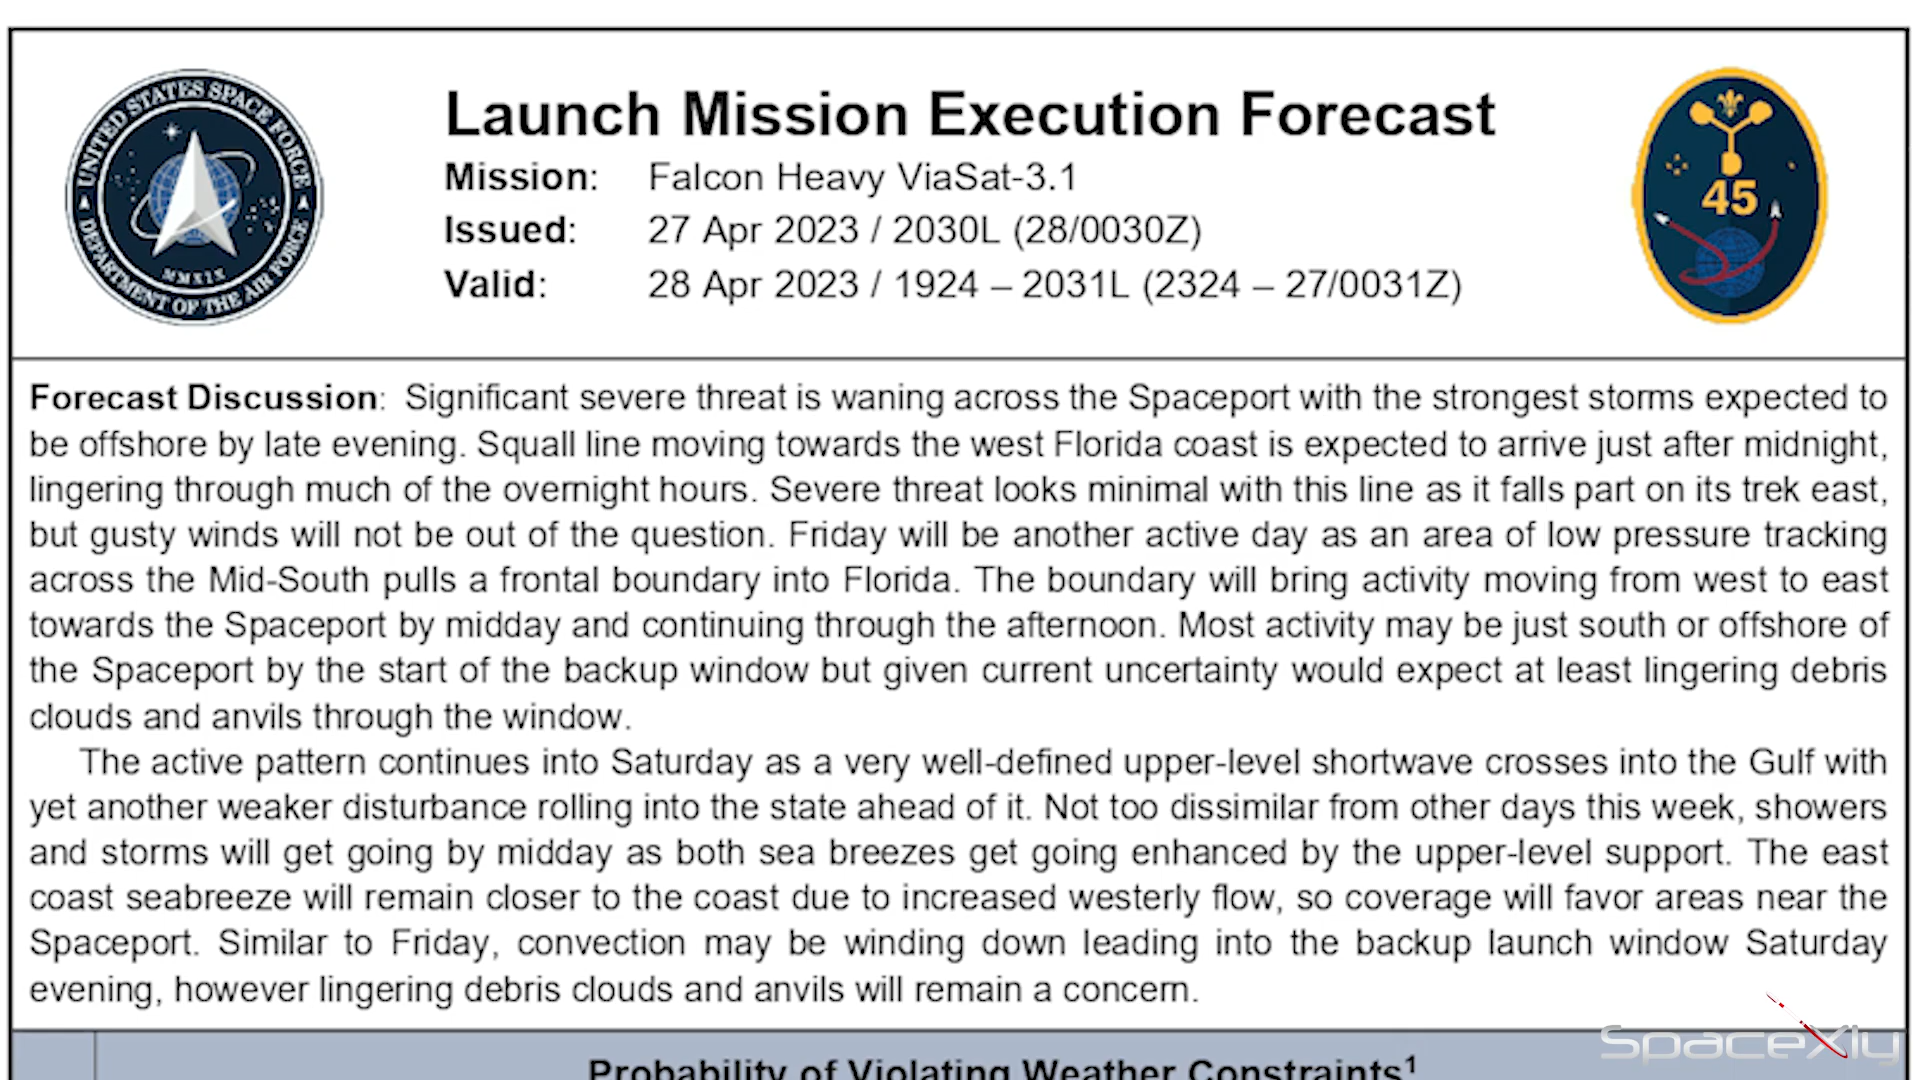 UNITED STATES SPACE FORCE
DEPARTMENT OF THE AIR FORCE
MMXIX
Launch Mission Execution Forecast
Mission: Falcon Heavy ViaSat-3.1
Issued: 27 Apr 2023 / 2030L (28/0030Z)
Valid: 28 Apr 2023 / 1924 – 2031L (2324 – 27/0031Z)
45
Forecast Discussion: Significant severe threat is waning across the Spaceport with the strongest storms expected to
be offshore by late evening. Squall line moving towards the west Florida coast is expected to arrive just after midnight,
lingering through much of the overnight hours. Severe threat looks minimal with this line as it falls part on its trek east,
but gusty winds will not be out of the question. Friday will be another active day as an area of low pressure tracking
across the Mid-South pulls a frontal boundary into Florida. The boundary will bring activity moving from west to east
towards the Spaceport by midday and continuing through the afternoon. Most activity may be just south or offshore of
the Spaceport by the start of the backup window but given current uncertainty would expect at least lingering debris
clouds and anvils through the window.
The active pattern continues into Saturday as a very well-defined upper-level shortwave crosses into the Gulf with
yet another weaker disturbance rolling into the state ahead of it. Not too dissimilar from other days this week, showers
and storms will get going by midday as both sea breezes get going enhanced by the upper-level support. The east
coast seabreeze will remain closer to the coast due to increased westerly flow, so coverage will favor areas near the
Spaceport. Similar to Friday, convection may be winding down leading into the backup launch window Saturday
evening, however lingering debris clouds and anvils will remain a concern.
Probability of Violating Weather Constraints¹
SpaceXly